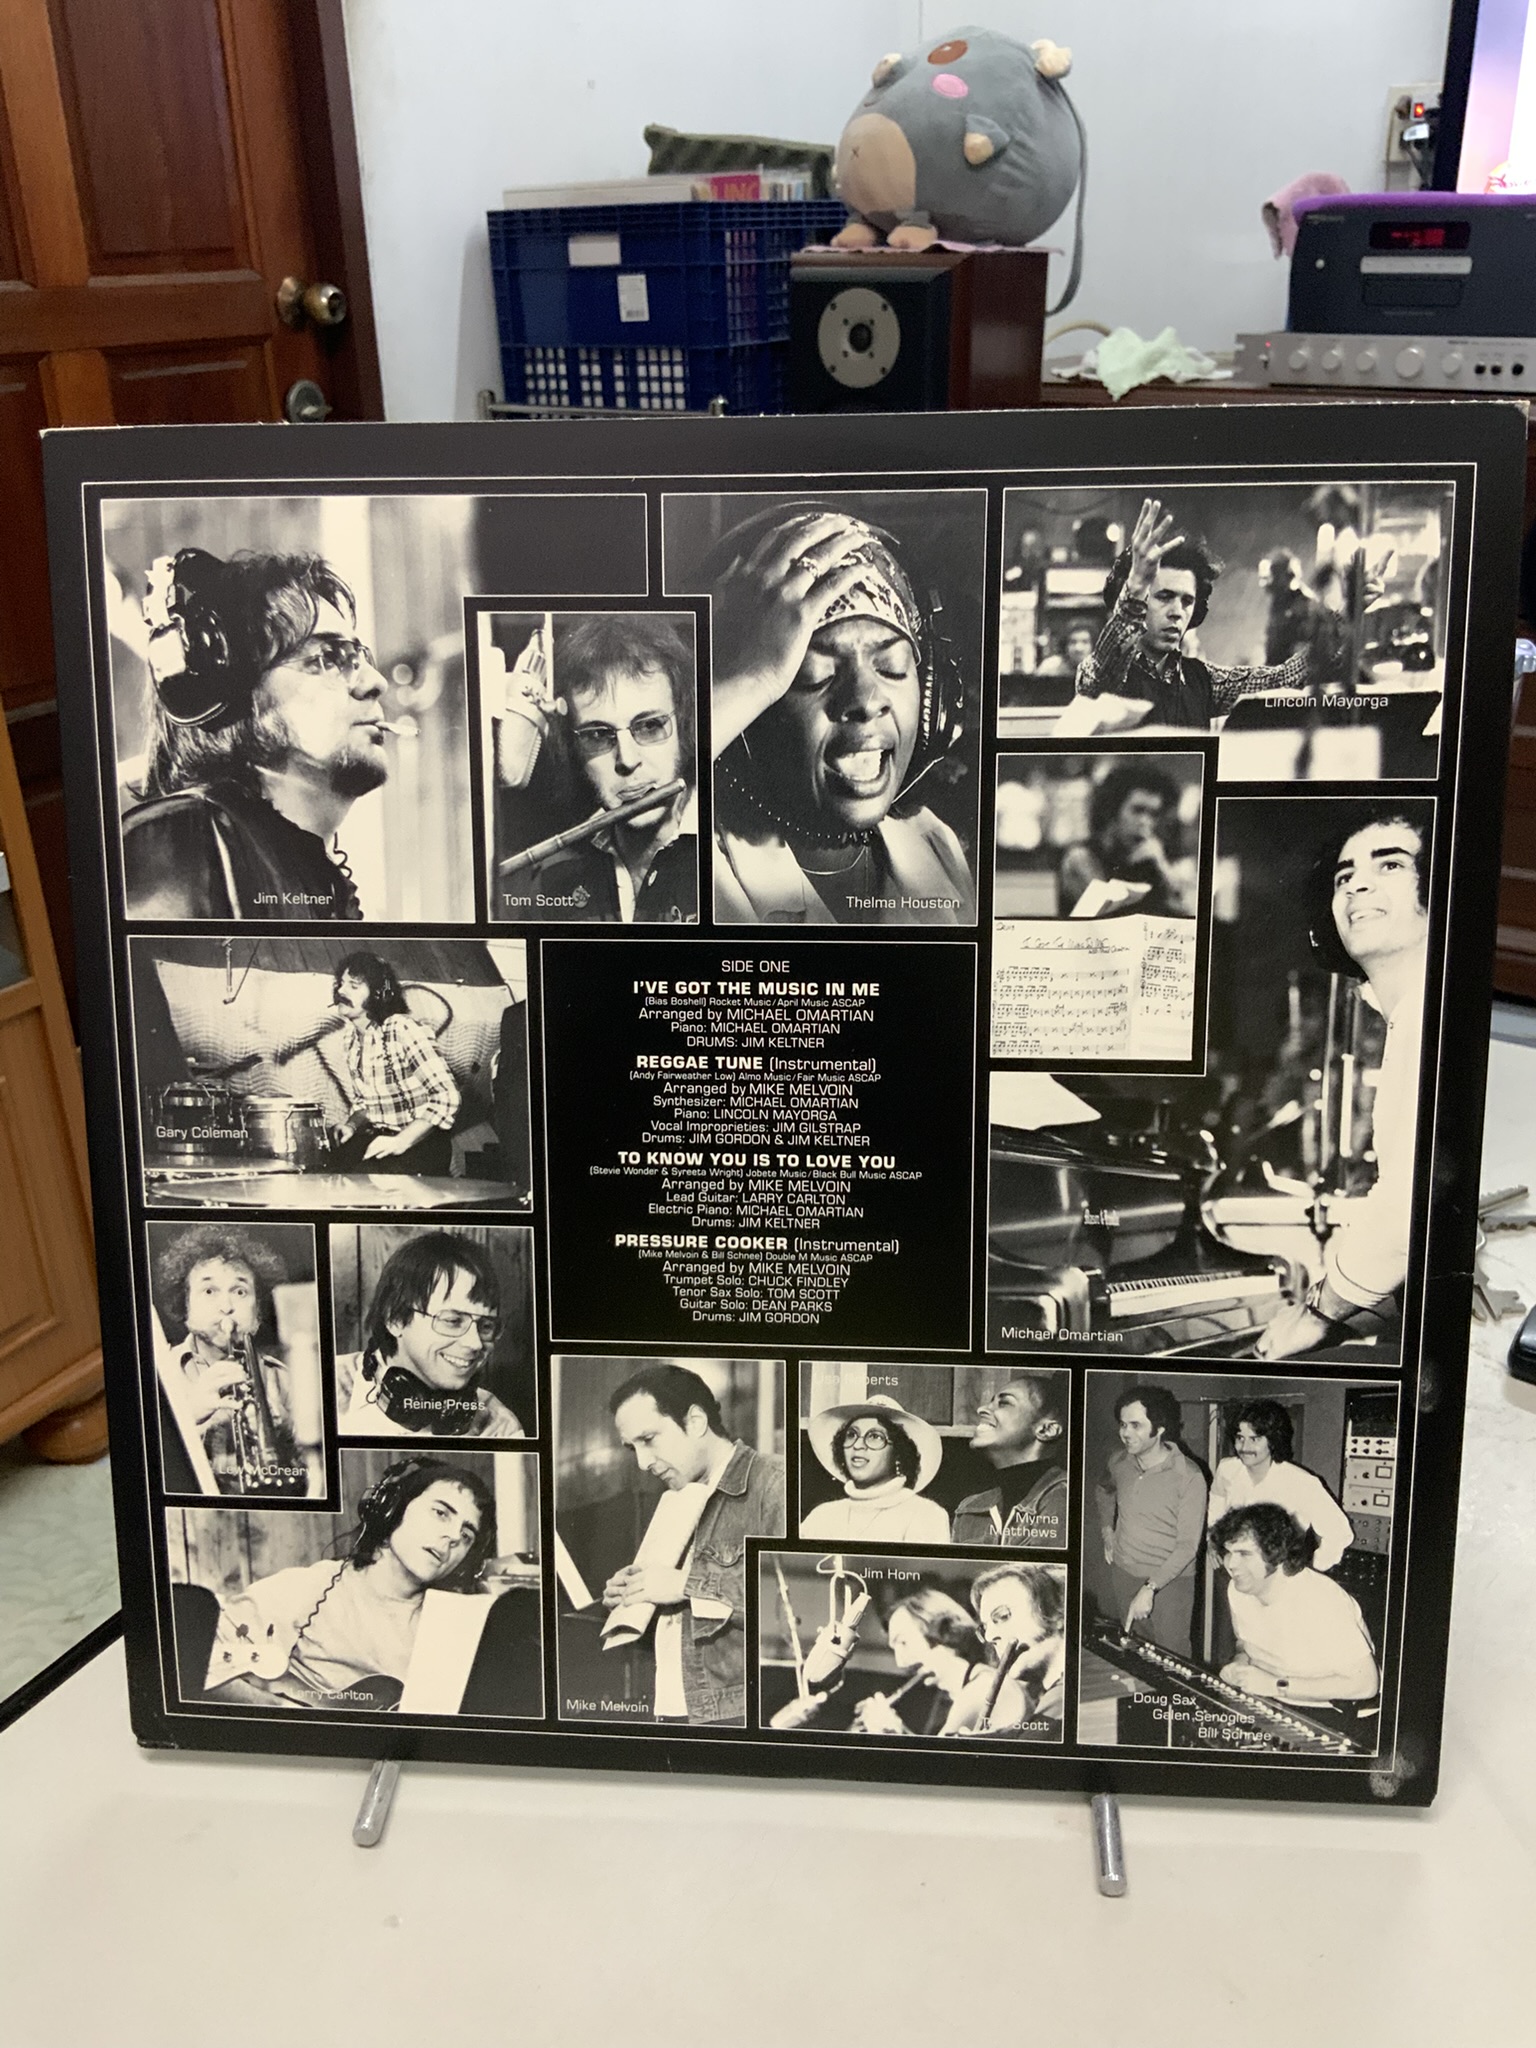 Jim Keltner
Tom Scott
Thelma Houston
Lincoln Mayorga
Gary Coleman
SIDE ONE
I'VE GOT THE MUSIC IN ME
(Bias Boshell) Rocket Music/April Music ASCAP
Arranged by MICHAEL OMARTIAN
Piano: MICHAEL OMARTIAN
DRUMS: JIM KELTNER
REGGAE TUNE (Instrumental)
(Andy Fairweather Low) Almo Music/Fair Music ASCAP
Arranged by MIKE MELVOIN
Synthesizer: MICHAEL OMARTIAN
Piano: LINCOLN MAYORGA
Vocal Improprieties: JIM GILSTRAP
Drums: JIM GORDON & JIM KELTNER
TO KNOW YOU IS TO LOVE YOU
(Stevie Wonder & Syreeta Wright) Jobete Music/Black Bull Music ASCAP
Arranged by MIKE MELVOIN
Lead Guitar: LARRY CARLTON
Electric Piano: MICHAEL OMARTIAN
Drums: JIM KELTNER
PRESSURE COOKER (Instrumental)
(Mike Melvoin & Bill Schnee) Double M Music ASCAP
Arranged by MIKE MELVOIN
Trumpet Solo: CHUCK FINDLEY
Tenor Sax Solo: TOM SCOTT
Guitar Solo: DEAN PARKS
Drums: JIM GORDON
Michael Omartian
Lew McCreary
Reinie Press
Larry Carlton
Mike Melvoin
Roberts
Myrna
Matthews
Jim Horn
Scott
Doug Sax
Galen Senogles
Bill Schnee